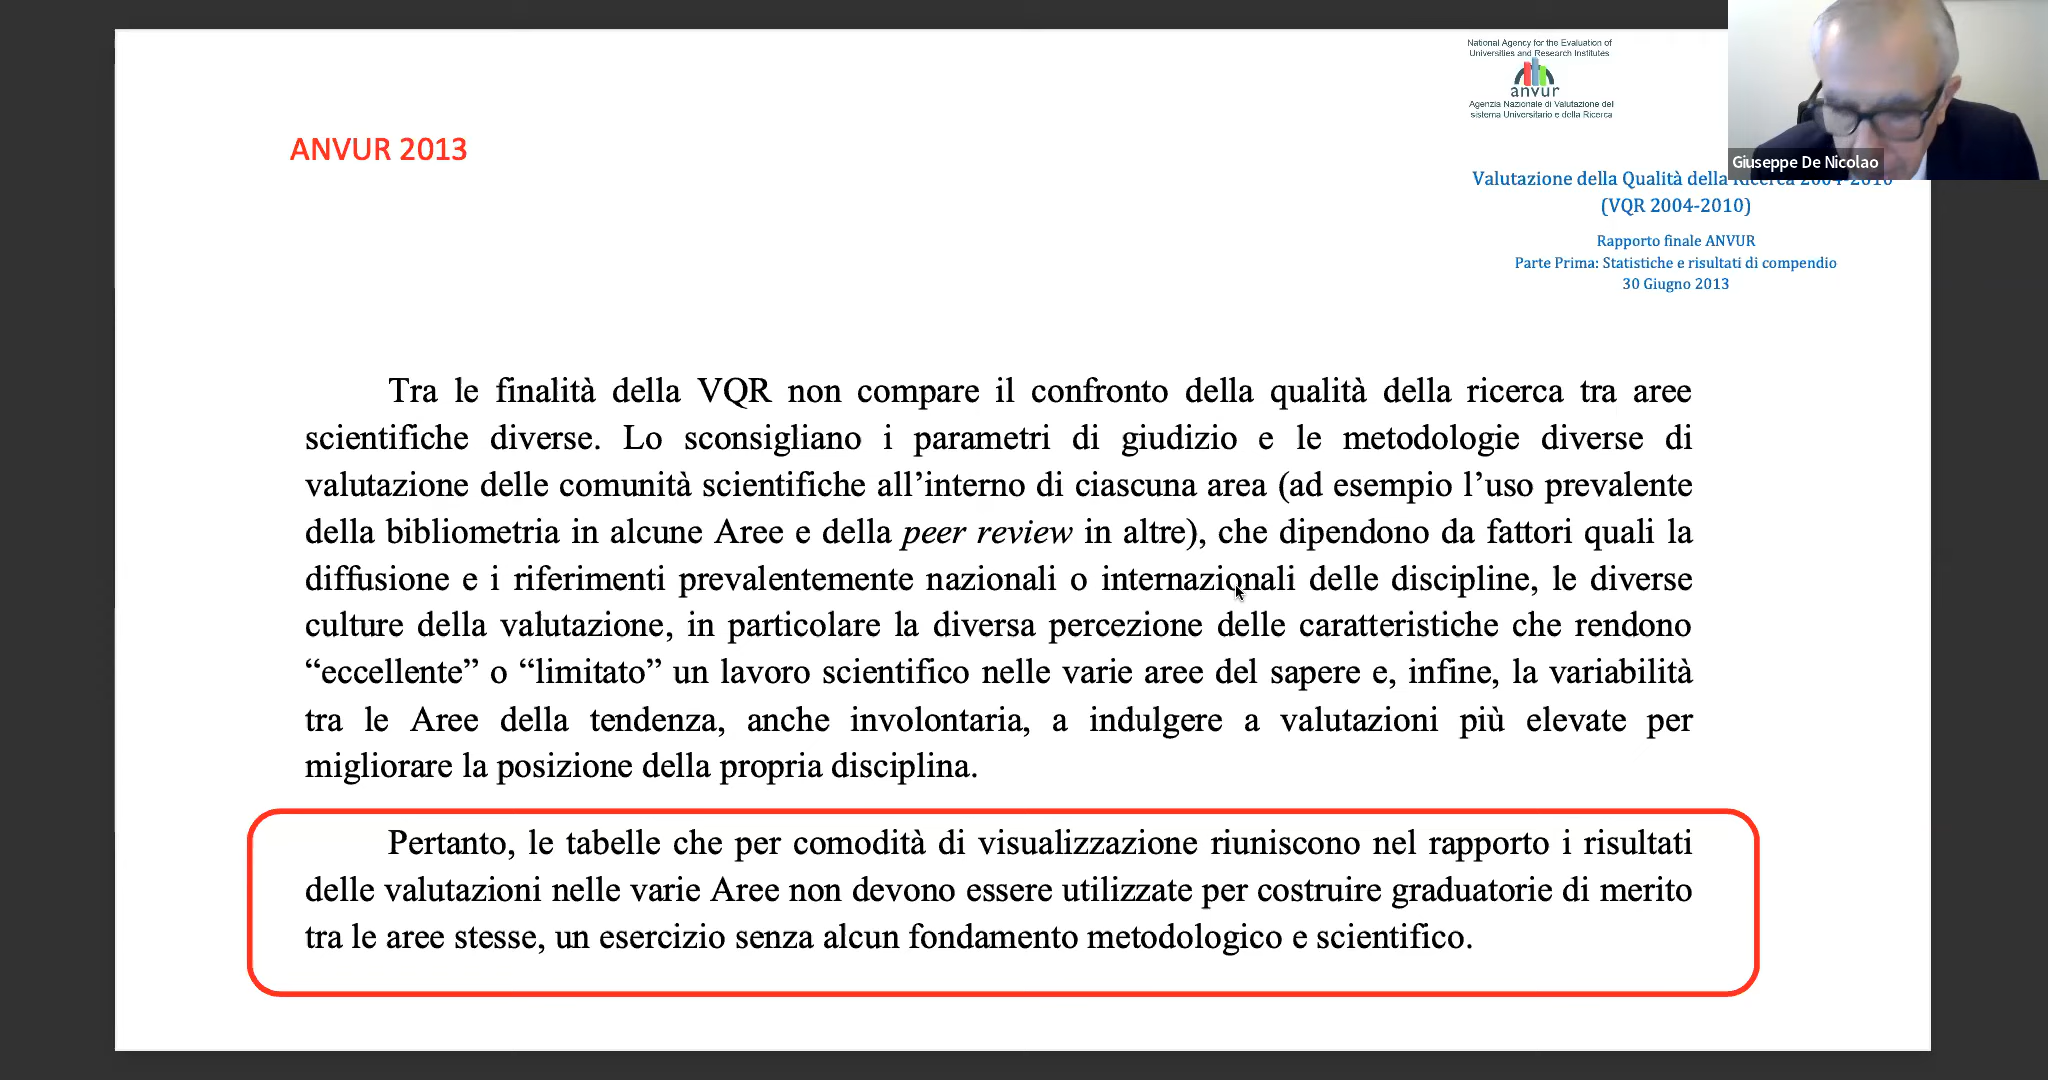 National Agency for the Evaluation of
Universities and Research Institutes
anvur
Agenzia Nazionale di Valutazione del
sistema Universitario e della Ricerca
ANVUR 2013
Giuseppe De Nicolao
Valutazione della Qualità della Ricerca 2004-2010
(VQR 2004-2010)
Rapporto finale ANVUR
Parte Prima: Statistiche e risultati di compendio
30 Giugno 2013
Tra le finalità della VQR non compare il confronto della qualità della ricerca tra aree
scientifiche diverse. Lo sconsigliano i parametri di giudizio e le metodologie diverse di
valutazione delle comunità scientifiche all’interno di ciascuna area (ad esempio l’uso prevalente
della bibliometria in alcune Aree e della peer review in altre), che dipendono da fattori quali la
diffusione e i riferimenti prevalentemente nazionali o internazionali delle discipline, le diverse
culture della valutazione, in particolare la diversa percezione delle caratteristiche che rendono
“eccellente” o “limitato” un lavoro scientifico nelle varie aree del sapere e, infine, la variabilità
tra le Aree della tendenza, anche involontaria, a indulgere a valutazioni più elevate per
migliorare la posizione della propria disciplina.
Pertanto, le tabelle che per comodità di visualizzazione riuniscono nel rapporto i risultati
delle valutazioni nelle varie Aree non devono essere utilizzate per costruire graduatorie di merito
tra le aree stesse, un esercizio senza alcun fondamento metodologico e scientifico.